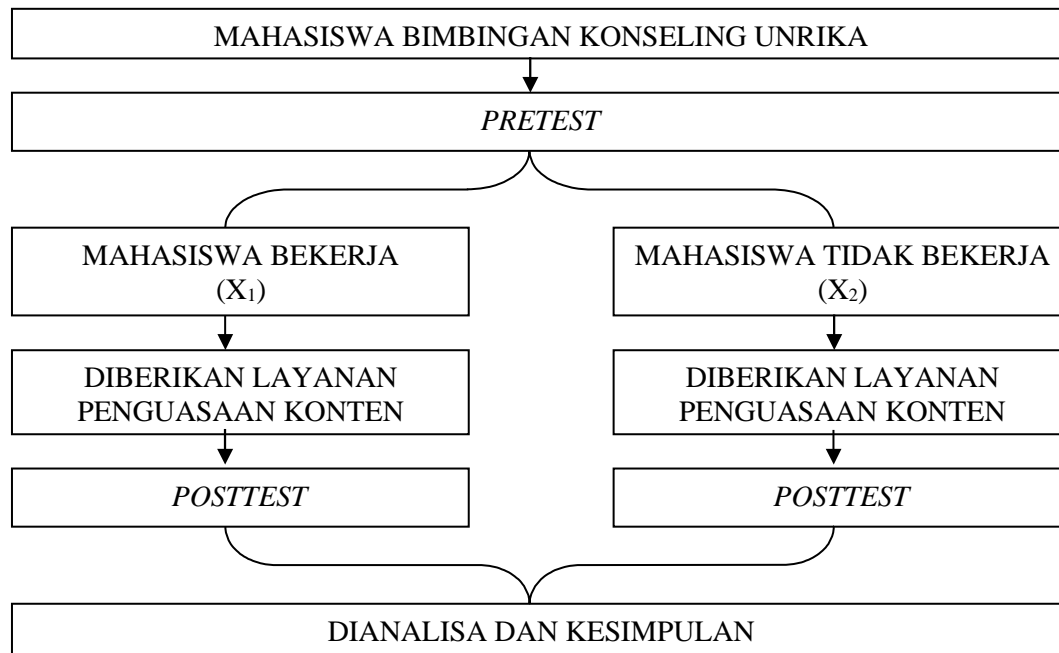 MAHASISWA BIMBINGAN KONSELING UNRIKA
PRETEST
MAHASISWA BEKERJA
(X₁)
MAHASISWA TIDAK BEKERJA
(X₂)
DIBERIKAN LAYANAN
PENGUASAAN KONTEN
DIBERIKAN LAYANAN
PENGUASAAN KONTEN
POSTTEST
POSTTEST
DIANALISA DAN KESIMPULAN